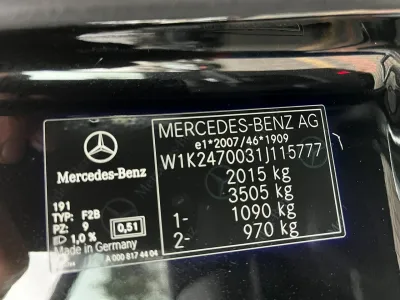 Mercedes-Benz
191
TYP: F2B
PZ: 9
1,0 %
0,51
Made in Germany
A 000 817 44 04
MERCEDES-BENZ AG
e1*2007/46*1909
W1K2470031J115777
2015 kg
3505 kg
1- 1090 kg
2- 970 kg